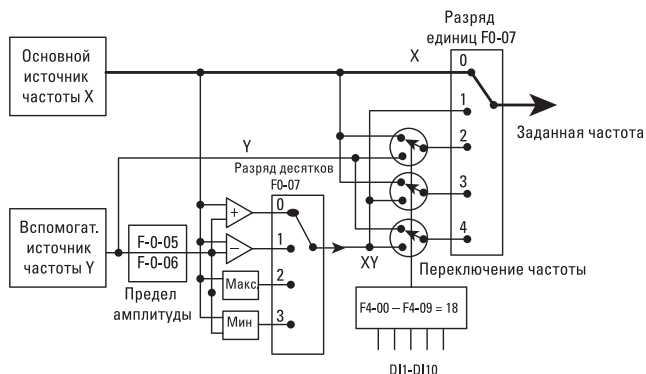 Разряд
единиц F0-07
Основной
источник
частоты X
X
0
1
2
3
4
Заданная частота
Y
Разряд десятков
F0-07
Вспомогат.
источник
частоты Y
F-0-05
F-0-06
Предел
амплитуды
+
–
Макс.
Мин
0
1
2
3
XY
Переключение частоты
F4-00 – F4-09 = 18
DI1-DI10